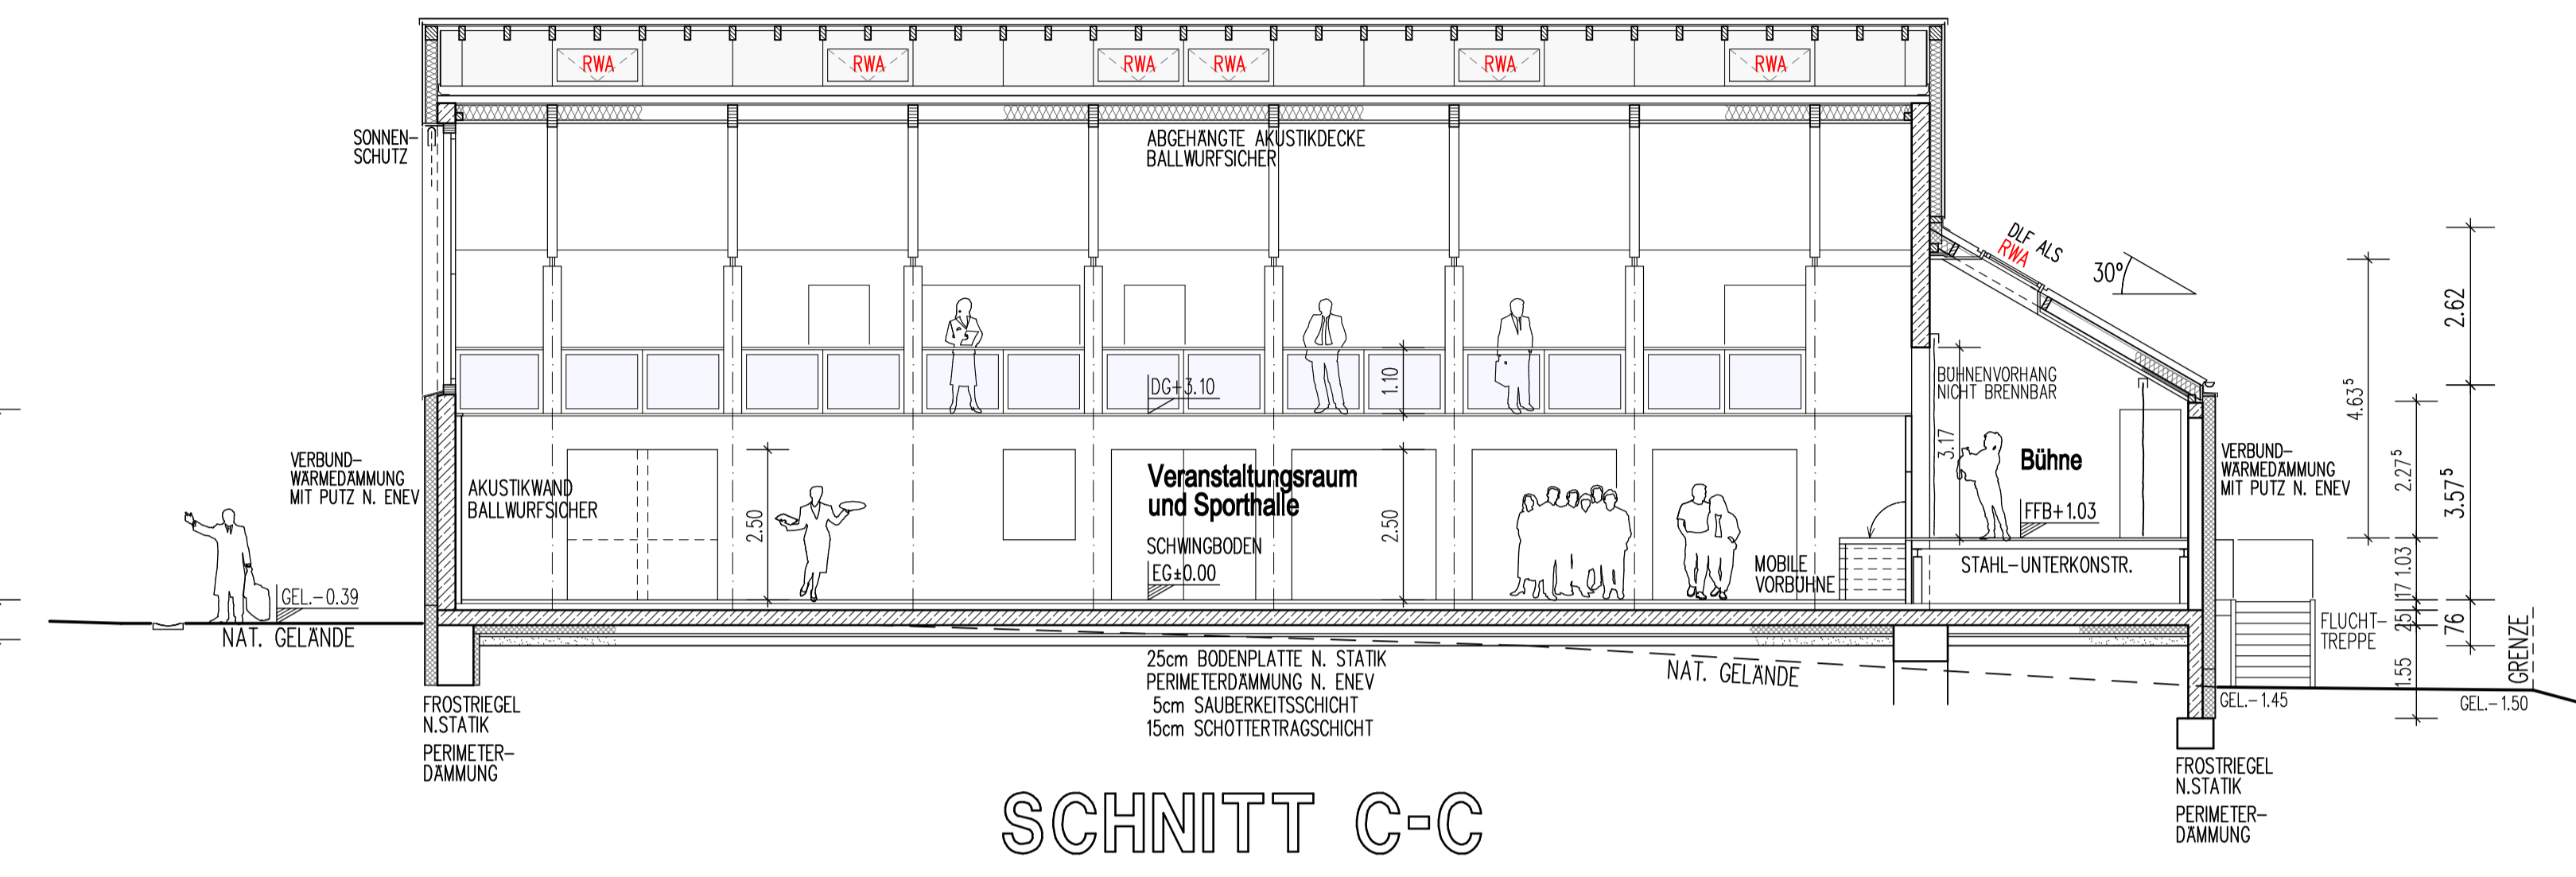 RWA
RWA
RWA
RWA
RWA
RWA
SONNEN-
SCHUTZ
ABGEHÄNGTE AKUSTIKDECKE
BALLWURFSICHER
DLF ALS
RWA
30°
2.62
DG+3.10
1.10
BÜHNENVORHANG
NICHT BRENNBAR
4.63⁵
3.17
VERBUND-
WÄRMEDÄMMUNG
MIT PUTZ N. ENEV
AKUSTIKWAND
BALLWURFSICHER
2.50
Veranstaltungsraum
und Sporthalle
2.50
Bühne
VERBUND-
WÄRMEDÄMMUNG
MIT PUTZ N. ENEV
2.27⁵
3.57⁵
FFB+1.03
SCHWINGBODEN
EG±0.00
MOBILE
VORBÜHNE
STAHL-UNTERKONSTR.
1.03
17
25
76
1.55
GEL.-0.39
NAT. GELÄNDE
FLUCHT-
TREPPE
GRENZE
25cm BODENPLATTE N. STATIK
PERIMETERDÄMMUNG N. ENEV
5cm SAUBERKEITSSCHICHT
15cm SCHOTTERTRAGSCHICHT
NAT. GELÄNDE
GEL.-1.45
GEL.-1.50
FROSTRIEGEL
N.STATIK
PERIMETER-
DÄMMUNG
FROSTRIEGEL
N.STATIK
PERIMETER-
DÄMMUNG
SCHNITT C-C